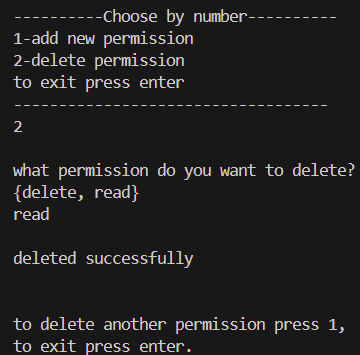 ----------Choose by number----------
1-add new permission
2-delete permission
to exit press enter
-----------------------------------
2
what permission do you want to delete?
{delete, read}
read
deleted successfully
to delete another permission press 1,
to exit press enter.